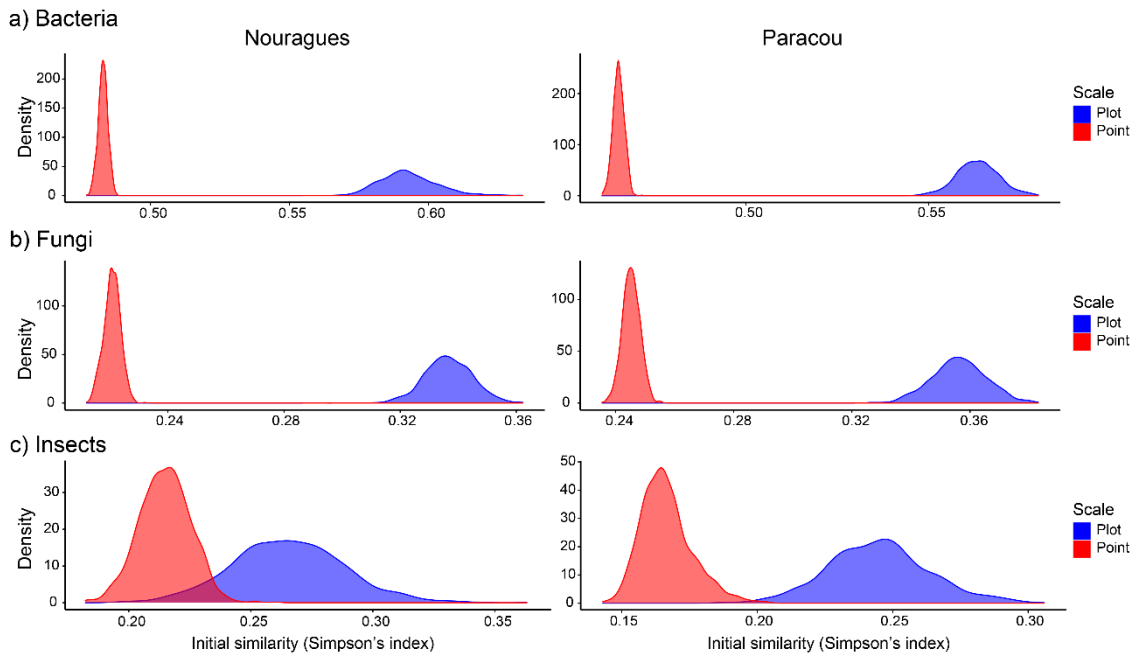 a) Bacteria
Nouragues
Paracou
Density
200
150
100
50
0
0.50
0.55
0.60
200
100
0
0.50
0.55
Scale
Plot
Point
b) Fungi
Density
100
50
0
0.24
0.28
0.32
0.36
100
50
0
0.24
0.28
0.32
0.36
Scale
Plot
Point
c) Insects
Density
30
20
10
0
0.20
0.25
0.30
0.35
Initial similarity (Simpson's index)
50
40
30
20
10
0
0.15
0.20
0.25
0.30
Initial similarity (Simpson's index)
Scale
Plot
Point